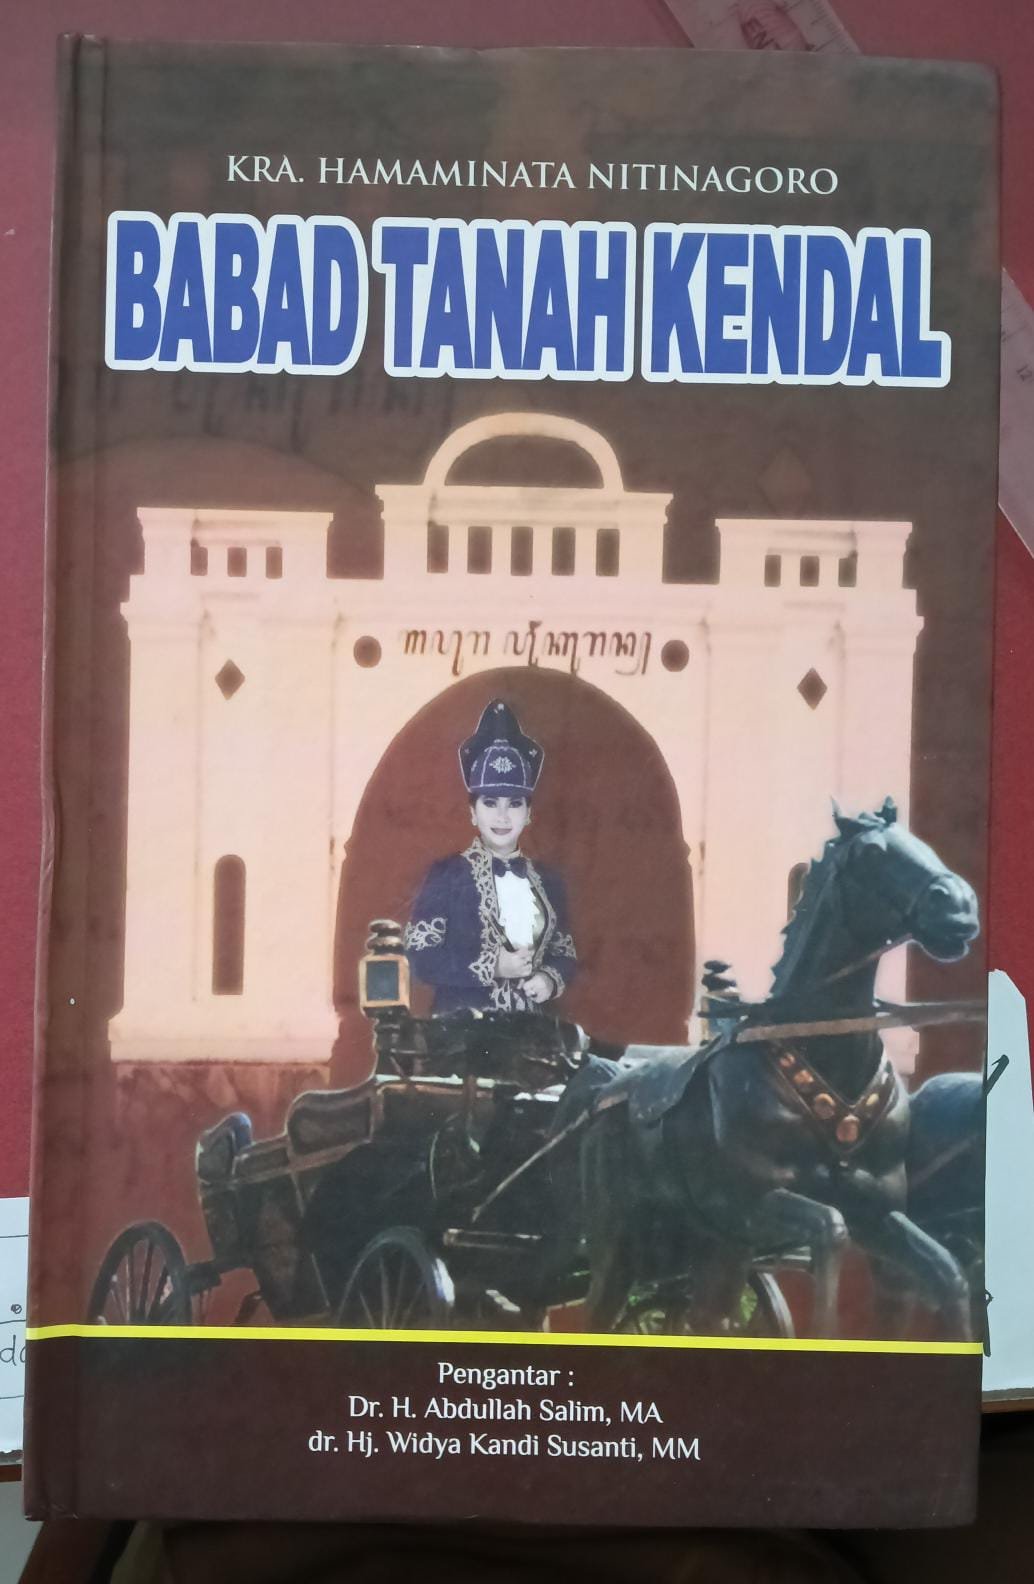 KRA. HAMAMINATA NITINAGORO
BABAD TANAH KENDAL
Pengantar :
Dr. H. Abdullah Salim, MA
dr. Hj. Widya Kandi Susanti, MM